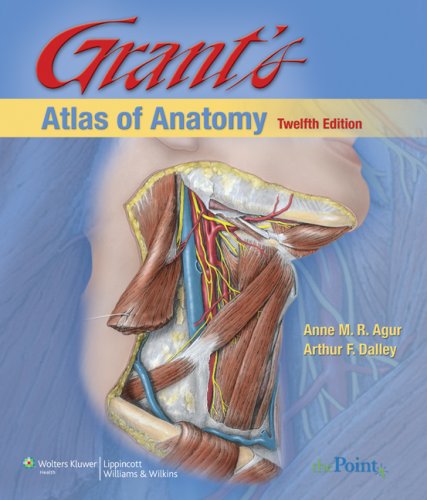 Grant's
Atlas of Anatomy Twelfth Edition
Anne M. R. Agur
Arthur F. Dalley
Wolters Kluwer
Health
Lippincott
Williams & Wilkins
thePoint